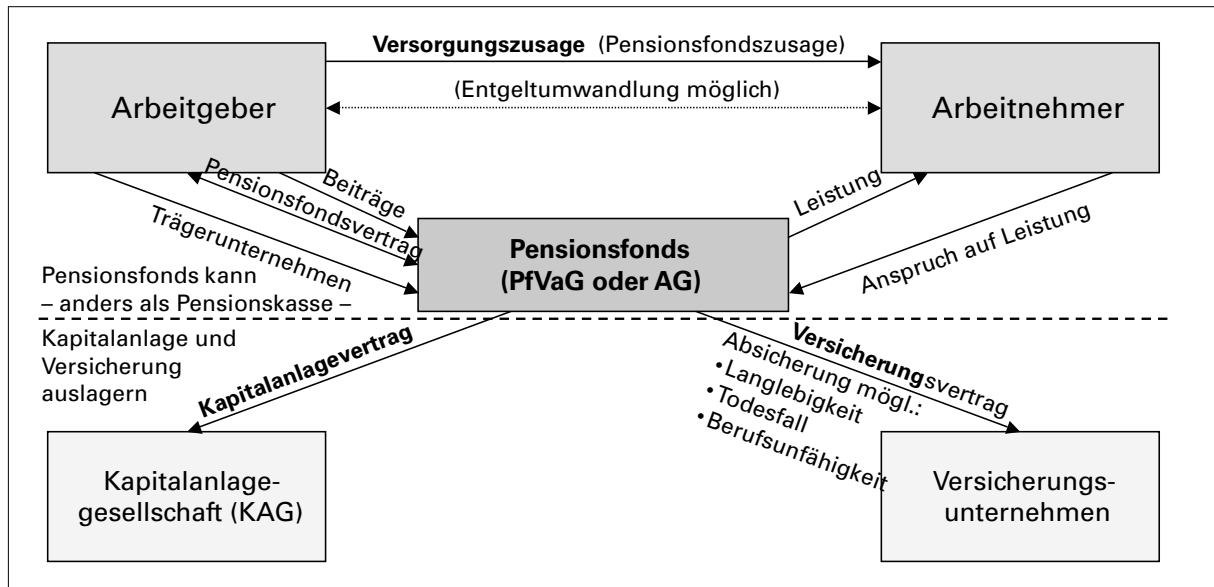 Versorgungszusage (Pensionsfondszusage)
(Entgeltumwandlung möglich)
Arbeitgeber
Arbeitnehmer
Beiträge
Pensionsfondsvertrag
Trägerunternehmen
Leistung
Anspruch auf Leistung
Pensionsfonds
(PfVaG oder AG)
Pensionsfonds kann
– anders als Pensionskasse –
Kapitalanlage und
Versicherung
auslagern
Kapitalanlagevertrag
Versicherungsvertrag
Absicherung mögl.:
• Langlebigkeit
• Todesfall
• Berufsunfähigkeit
Kapitalanlage-
gesellschaft (KAG)
Versicherungs-
unternehmen